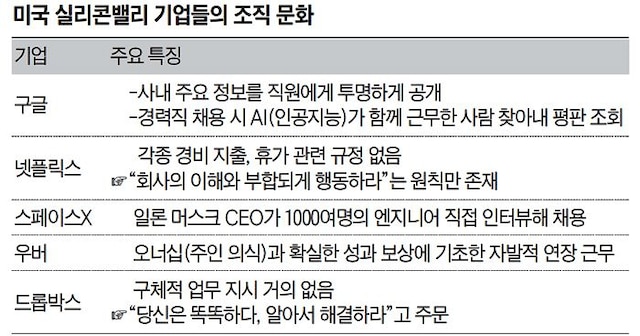 미국 실리콘밸리 기업들의 조직 문화
기업 주요 특징
구글
-사내 주요 정보를 직원에게 투명하게 공개
-경력직 채용 시 AI(인공지능)가 함께 근무한 사람 찾아내 평판 조회
넷플릭스
각종 경비 지출, 휴가 관련 규정 없음
☞“회사의 이해와 부합되게 행동하라”는 원칙만 존재
스페이스X 일론 머스크 CEO가 1000여명의 엔지니어 직접 인터뷰해 채용
우버 오너십(주인 의식)과 확실한 성과 보상에 기초한 자발적 연장 근무
드롭박스
구체적 업무 지시 거의 없음
☞“당신은 똑똑하다, 알아서 해결하라”고 주문